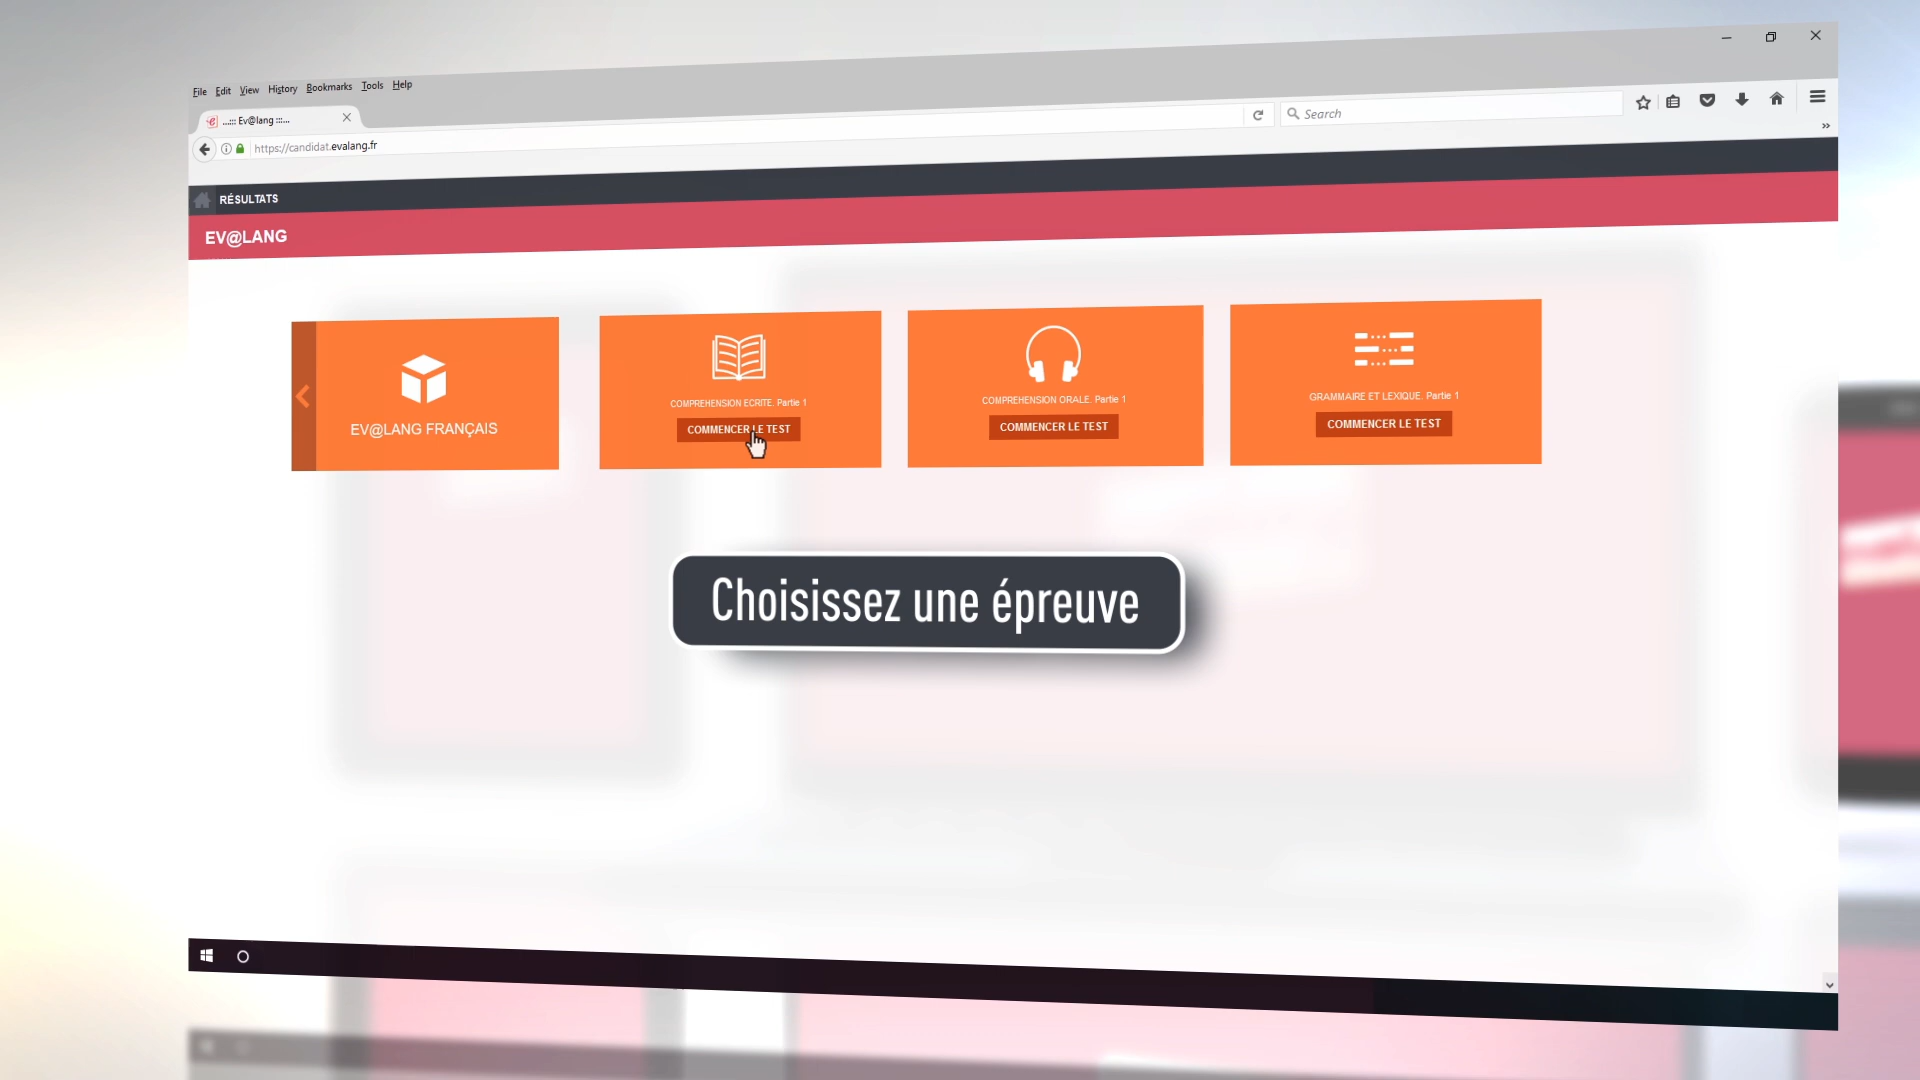 File Edit View History Bookmarks Tools Help
...::: Ev@lang :::...
https://candidat.evalang.fr
Search
RÉSULTATS
EV@LANG
EV@LANG FRANÇAIS
COMPREHENSION ECRITE. Partie 1
COMMENCER LE TEST
COMPREHENSION ORALE. Partie 1
COMMENCER LE TEST
GRAMMAIRE ET LEXIQUE. Partie 1
COMMENCER LE TEST
Choisissez une épreuve